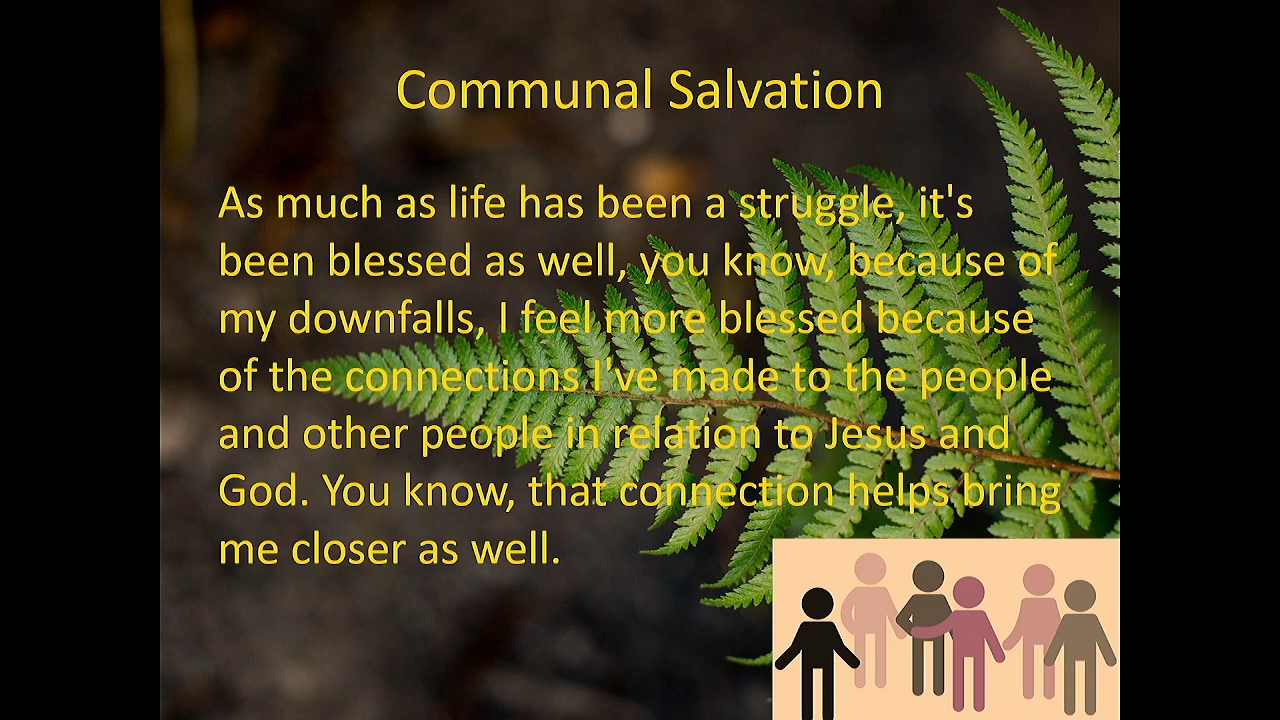 Communal Salvation
As much as life has been a struggle, it's
been blessed as well, you know, because of
my downfalls, I feel more blessed because
of the connections I've made to the people
and other people in relation to Jesus and
God. You know, that connection helps bring
me closer as well.